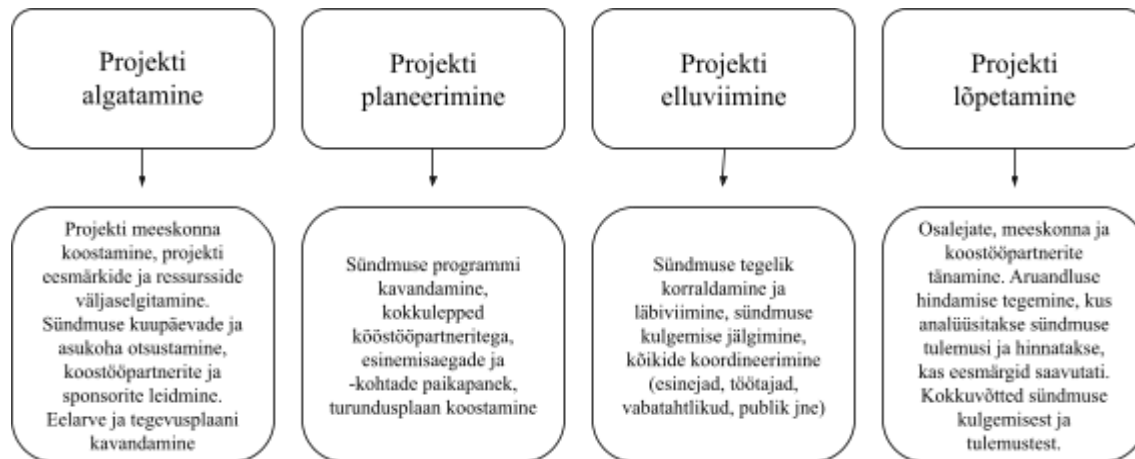 Projekti
algatamine
Projekti
planeerimine
Projekti
elluviimine
Projekti
lõpetamine
Projekti meeskonna
koostamine, projekti
eesmärkide ja ressursside
väljaselgitamine.
Sündmuse kuupäevade ja
asukoha otsustamine,
koostööpartnerite ja
sponsorite leidmine.
Eelarve ja tegevusplaani
kavandamine
Sündmuse programmi
kavandamine,
kokkulepped
kööstööpartneritega,
esinemisaegade ja
-kohtade paikapanek,
turundusplaan koostamine
Sündmuse tegelik
korraldamine ja
läbiviimine, sündmuse
kulgemise jälgimine,
kõikide koordineerimine
(esinejad, töötajad,
vabatahtlikud, publik jne)
Osalejate, meeskonna ja
koostööpartnerite
tänamine. Aruandluse
hindamise tegemine, kus
analüüsitakse sündmuse
tulemusi ja hinnatakse,
kas eesmärgid saavutati.
Kokkuvõtted sündmuse
kulgemisest ja
tulemustest.